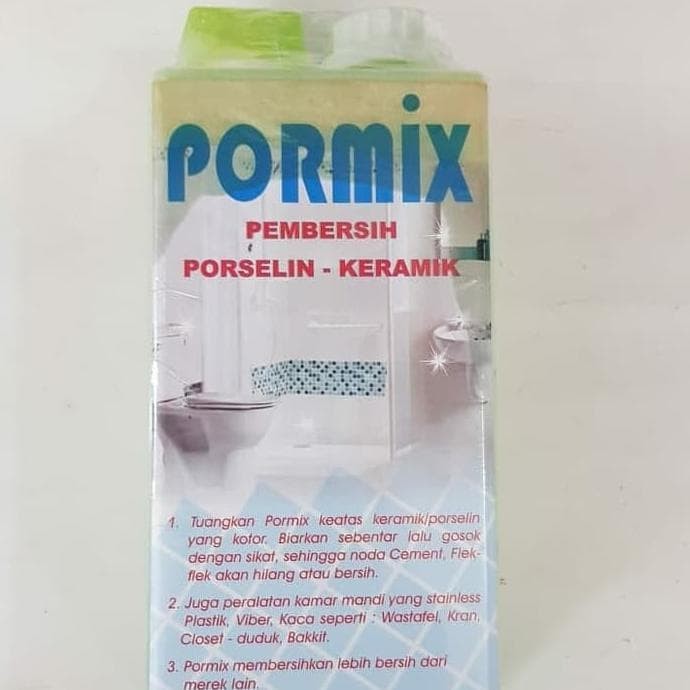 PORMiX
PEMBERSIH
PORSELIN - KERAMIK
1. Tuangkan Pormix keatas keramik/porselin
yang kotor. Biarkan sebentar lalu gosok
dengan sikat, sehingga noda Cement, Flek-
flek akan hilang atau bersih.
2. Juga peralatan kamar mandi yang stainless
Plastik, Viber, Kaca seperti : Wastafel, Kran,
Closet - duduk, Bakkit.
3. Pormix membersihkan lebih bersih dari
merek lain.